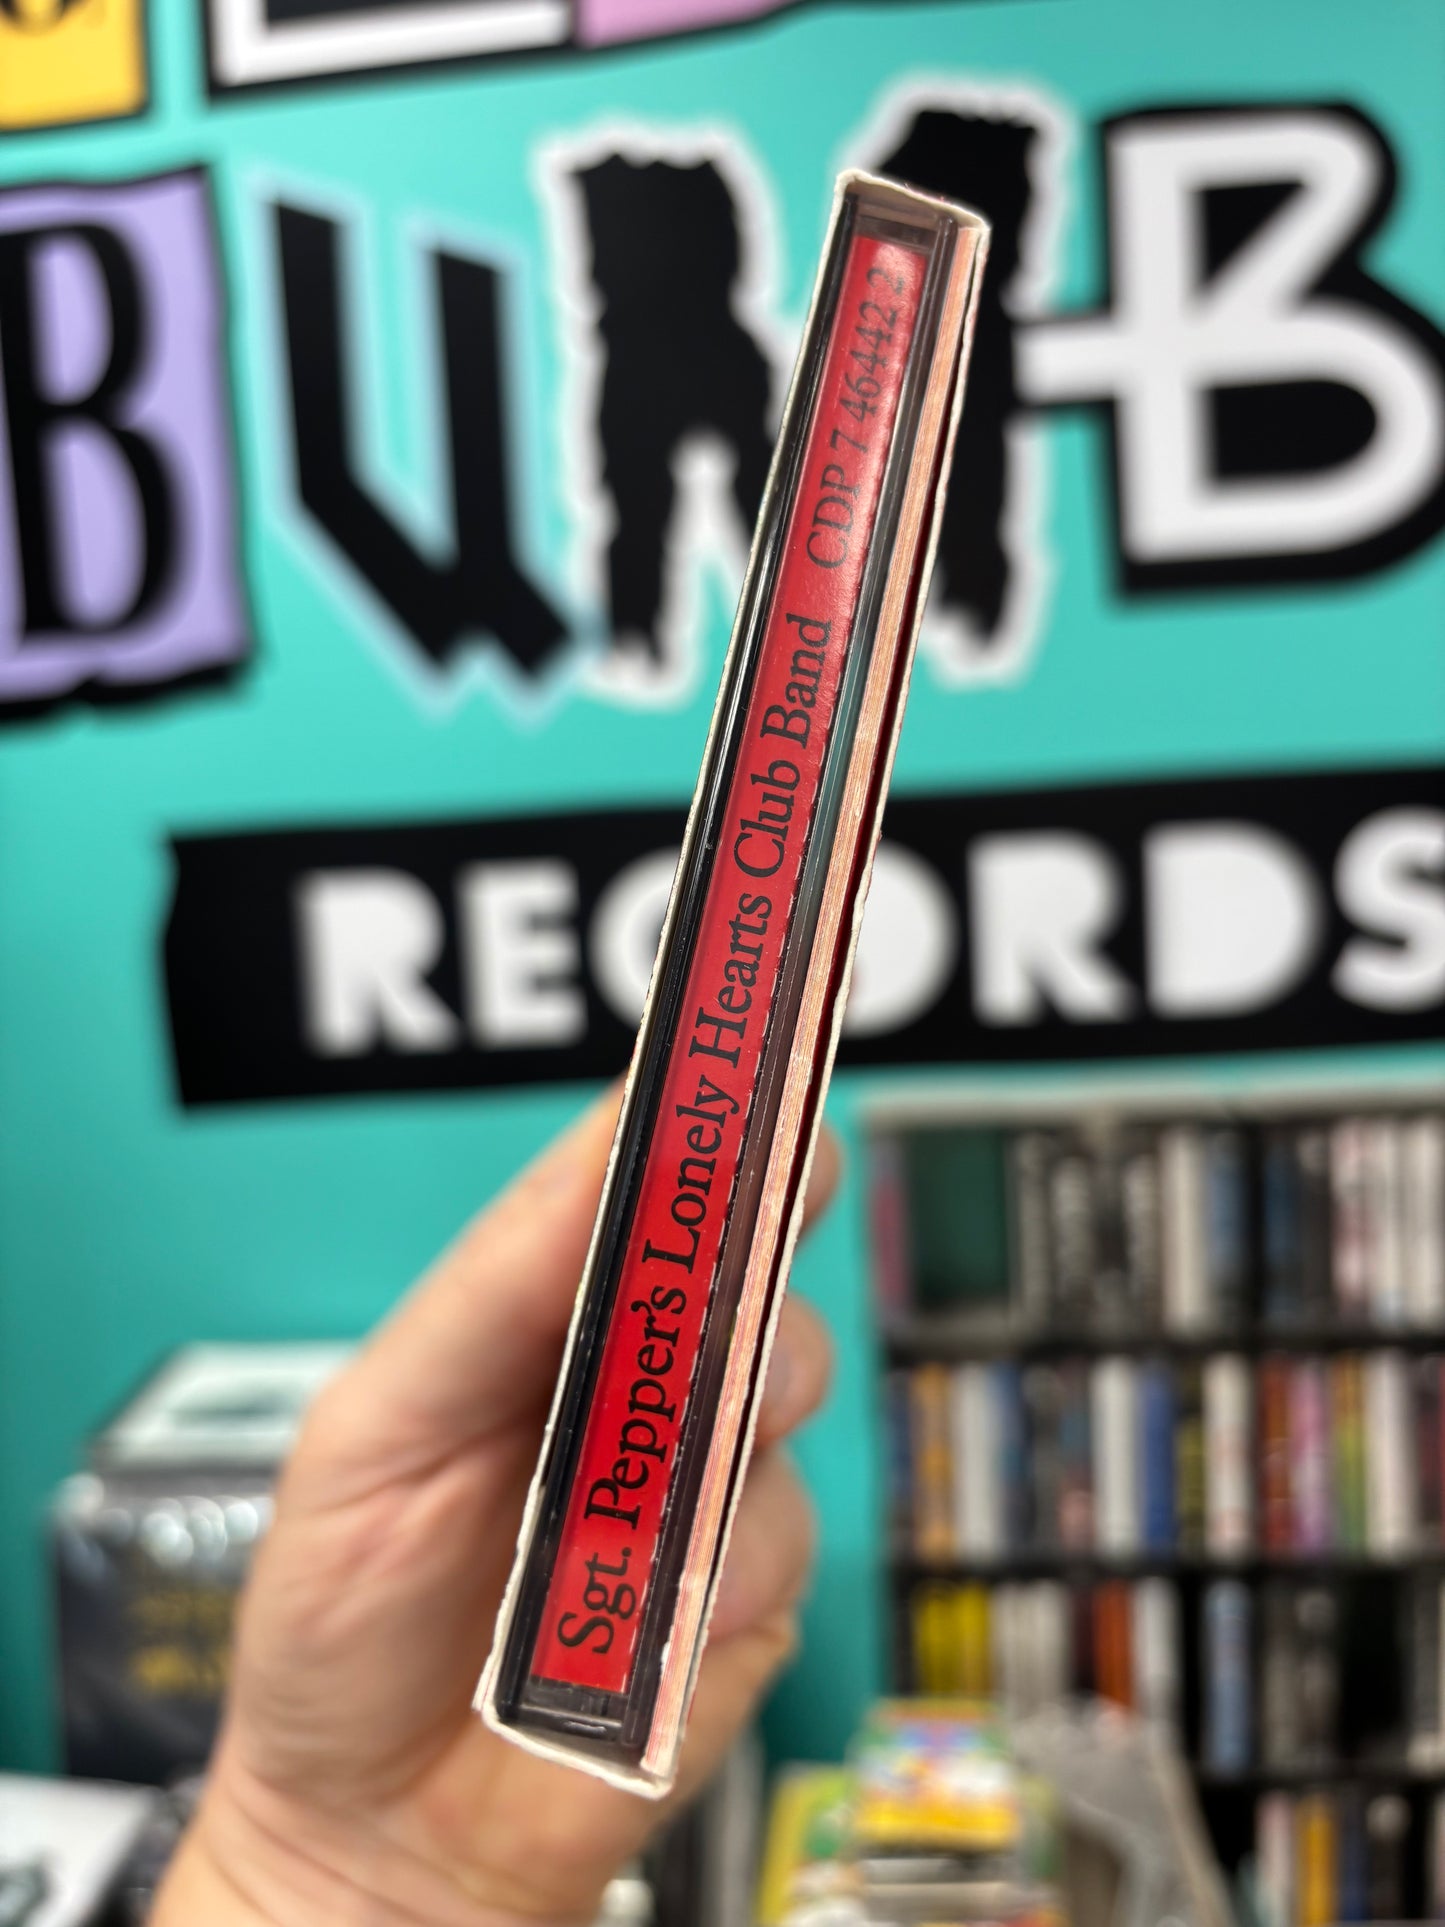 Sgt. Pepper's Lonely Hearts Club Band CDP 7 46442 2
RECORDS